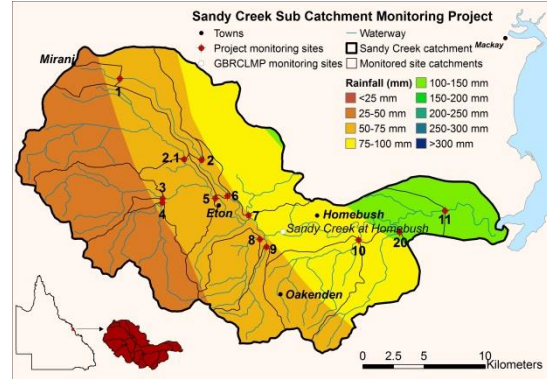 Sandy Creek Sub Catchment Monitoring Project
Towns
Waterway
Project monitoring sites
Sandy Creek catchment
Mackay
GBRCLMP monitoring sites
Monitored site catchments
Rainfall (mm)
<25 mm
25-50 mm
50-75 mm
75-100 mm
100-150 mm
150-200 mm
200-250 mm
250-300 mm
>300 mm
Mirani
1
2.1
2
3
4
5
6
Eton
7
Homebush
Sandy Creek at Homebush
8
9
10
20
11
Oakenden
0 2.5 5 10
Kilometers